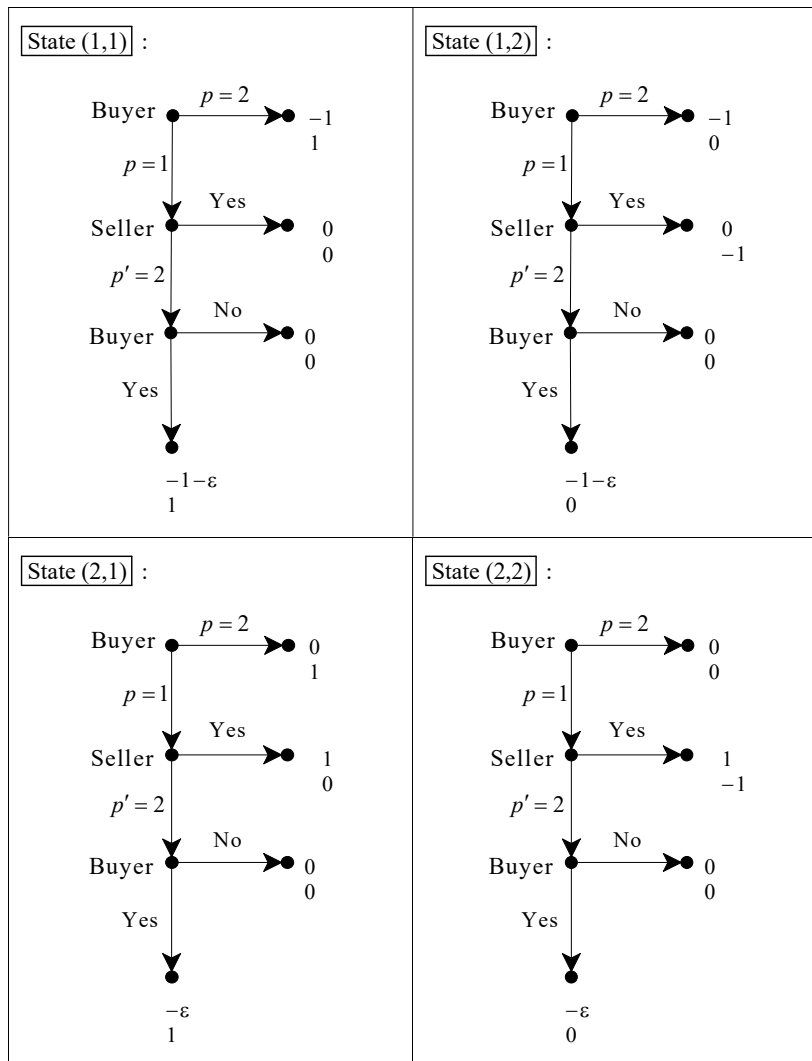 State (1,1) :
Buyer
p = 2
−1
1
p = 1
Seller
Yes
0
0
p′ = 2
Buyer
No
0
0
Yes
−1−ε
1
State (1,2) :
Buyer
p = 2
−1
0
p = 1
Seller
Yes
0
−1
p′ = 2
Buyer
No
0
0
Yes
−1−ε
0
State (2,1) :
Buyer
p = 2
0
1
p = 1
Seller
Yes
1
0
p′ = 2
Buyer
No
0
0
Yes
−ε
1
State (2,2) :
Buyer
p = 2
0
0
p = 1
Seller
Yes
1
−1
p′ = 2
Buyer
No
0
0
Yes
−ε
0